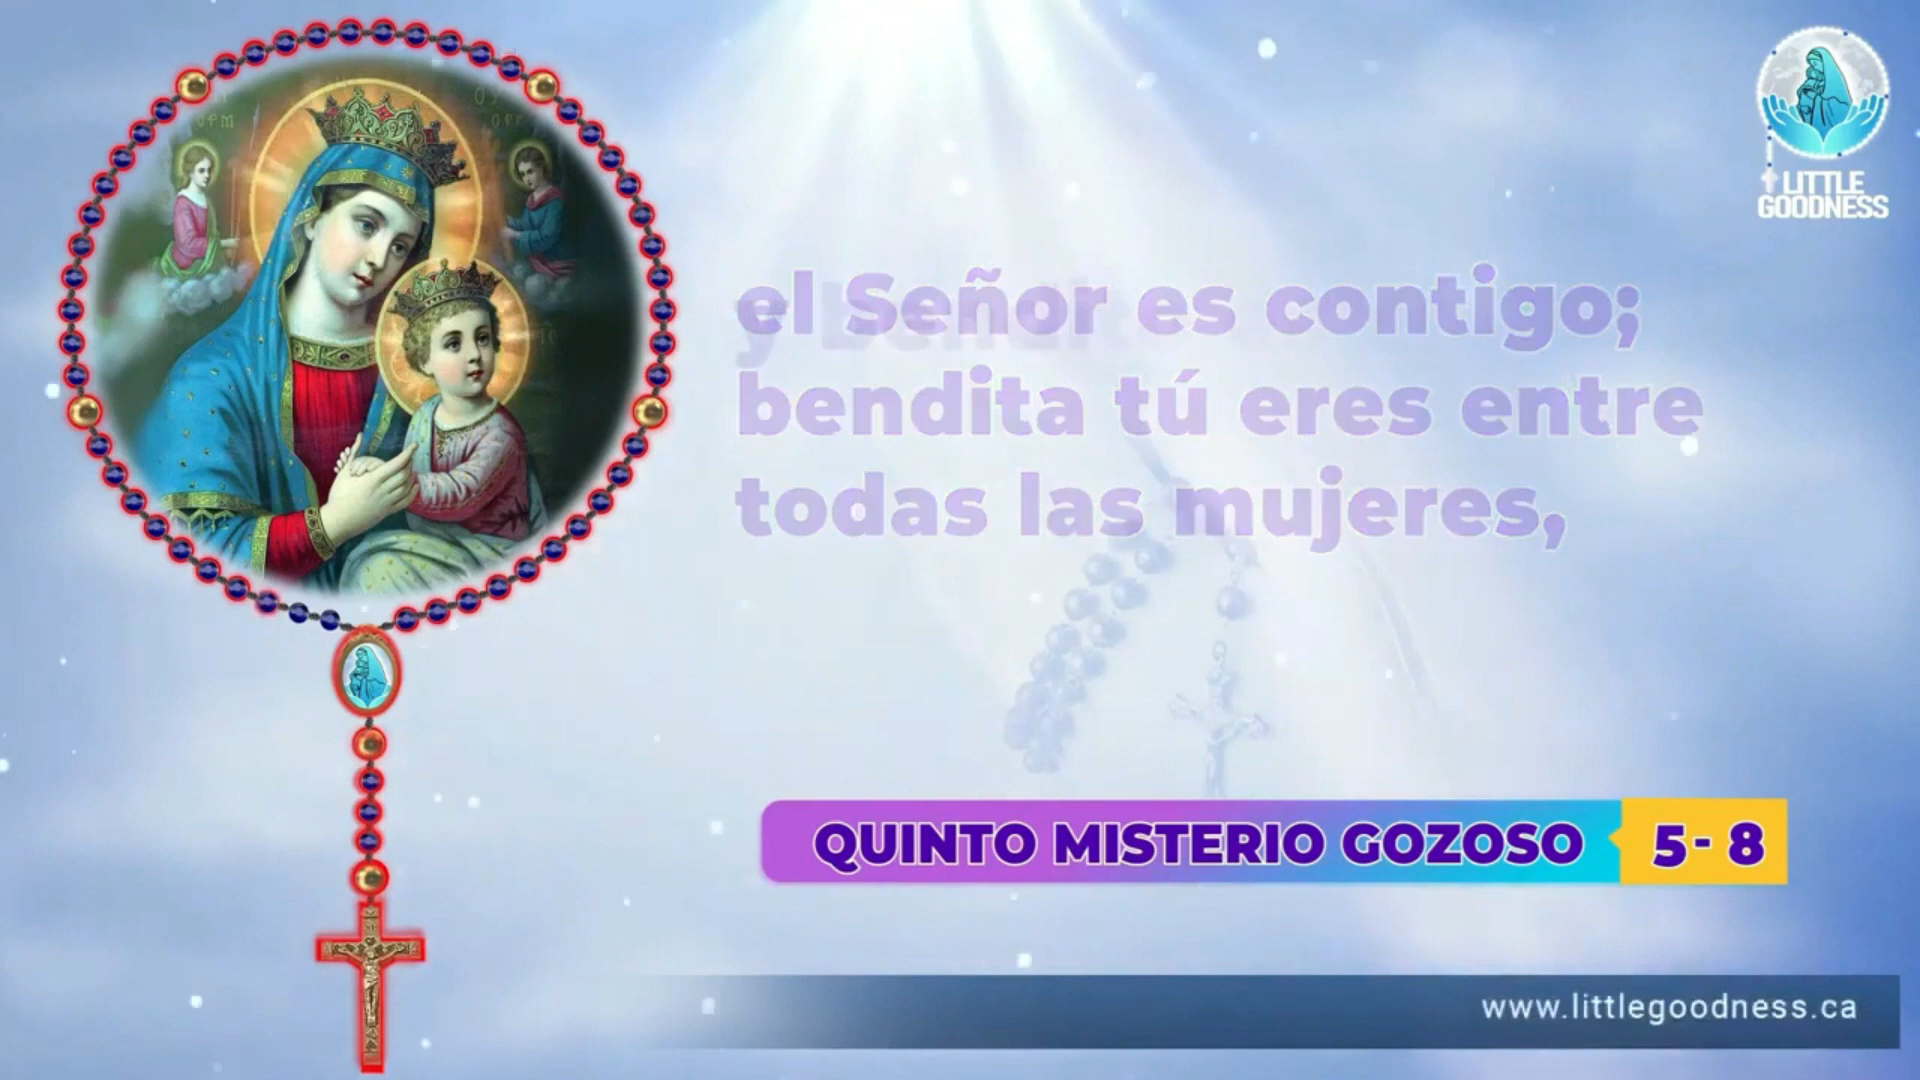 LITTLE
GOODNESS
el Señor es contigo;
bendita tú eres entre
todas las mujeres,
QUINTO MISTERIO GOZOSO 5- 8
www.littlegoodness.ca